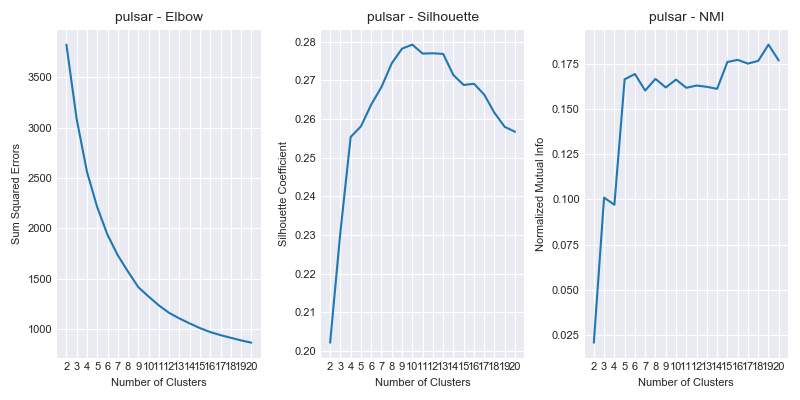 pulsar - Elbow
Sum Squared Errors
3500
3000
2500
2000
1500
1000
2 3 4 5 6 7 8 9 10 11 12 13 14 15 16 17 18 19 20
Number of Clusters
pulsar - Silhouette
Silhouette Coefficient
0.28
0.27
0.26
0.25
0.24
0.23
0.22
0.21
0.20
2 3 4 5 6 7 8 9 10 11 12 13 14 15 16 17 18 19 20
Number of Clusters
pulsar - NMI
Normalized Mutual Info
0.175
0.150
0.125
0.100
0.075
0.050
0.025
2 3 4 5 6 7 8 9 10 11 12 13 14 15 16 17 18 19 20
Number of Clusters